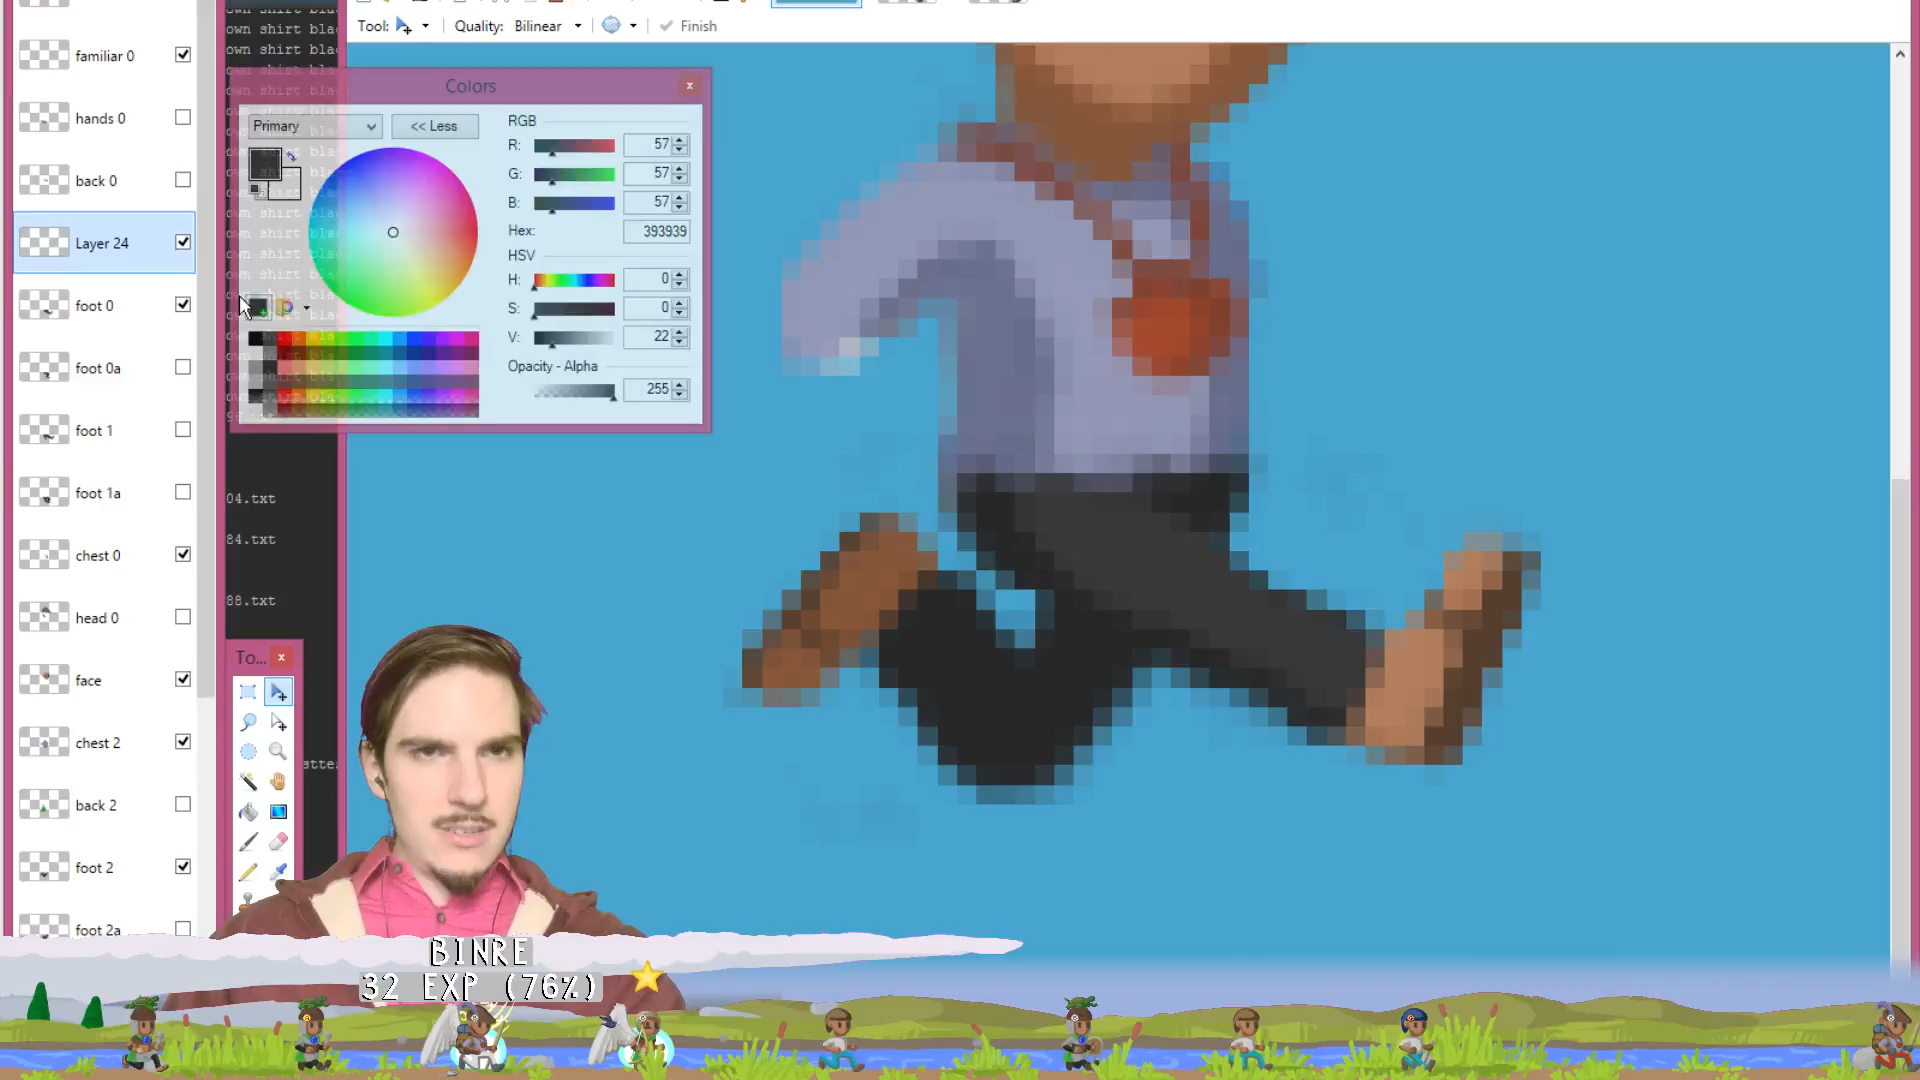 Tool:
Quality: Bilinear
Finish
familiar 0
hands 0
back 0
Layer 24
foot 0
foot 0a
foot 1
foot 1a
chest 0
head 0
face
chest 2
back 2
foot 2
foot 2a
own shirt bla
own shirt bla
own shirt bla
Colors
x
Primary
<< Less
RGB
R: 57
G: 57
B: 57
Hex: 393939
HSV
H: 0
S: 0
V: 22
Opacity - Alpha
255
04.txt
84.txt
88.txt
To...
x
BINRE
32 EXP (76%)